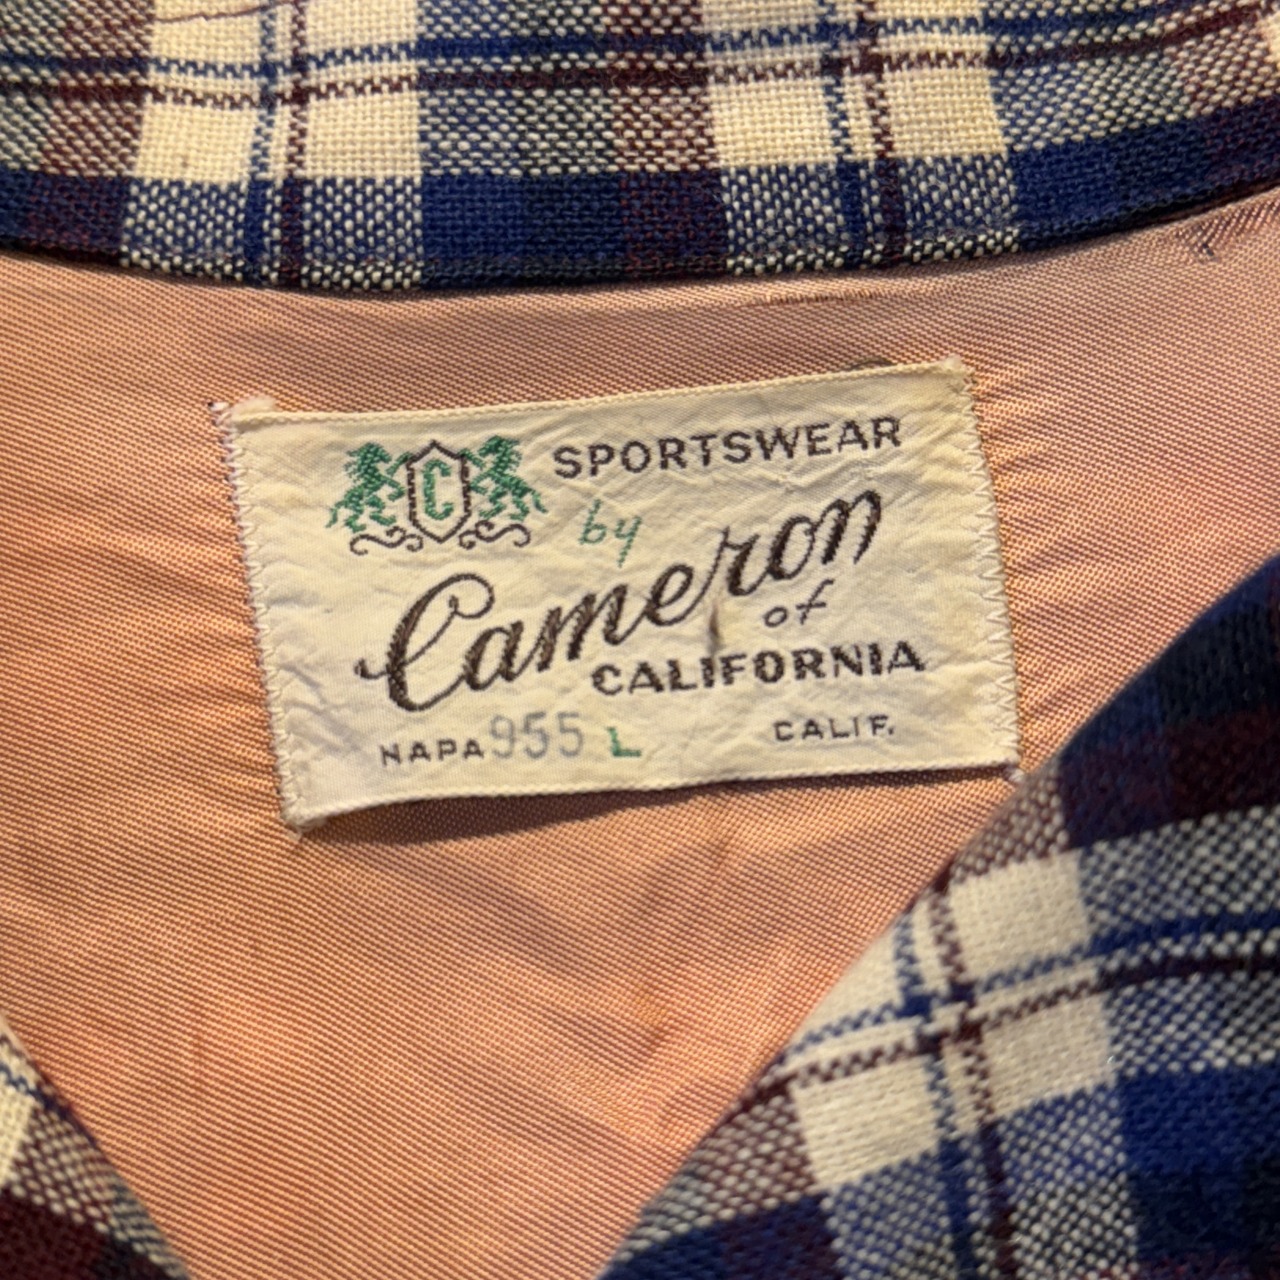 C
SPORTSWEAR
by
Cameron
of
CALIFORNIA
NAPA 955 L CALIF.